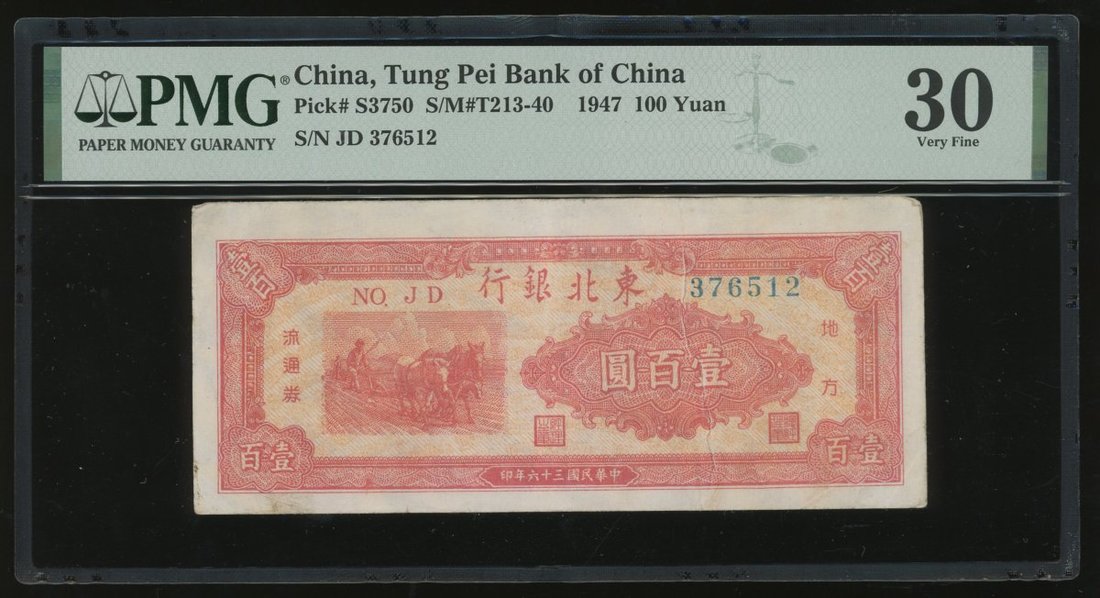 PMG®
PAPER MONEY GUARANTY
China, Tung Pei Bank of China
Pick# S3750 S/M#T213-40 1947 100 Yuan
S/N JD 376512
30
Very Fine
壹百
壹百
行銀北東
NO. JD
376512
流通券
地方
圓百壹
百壹
百壹
印年六十三國民華中